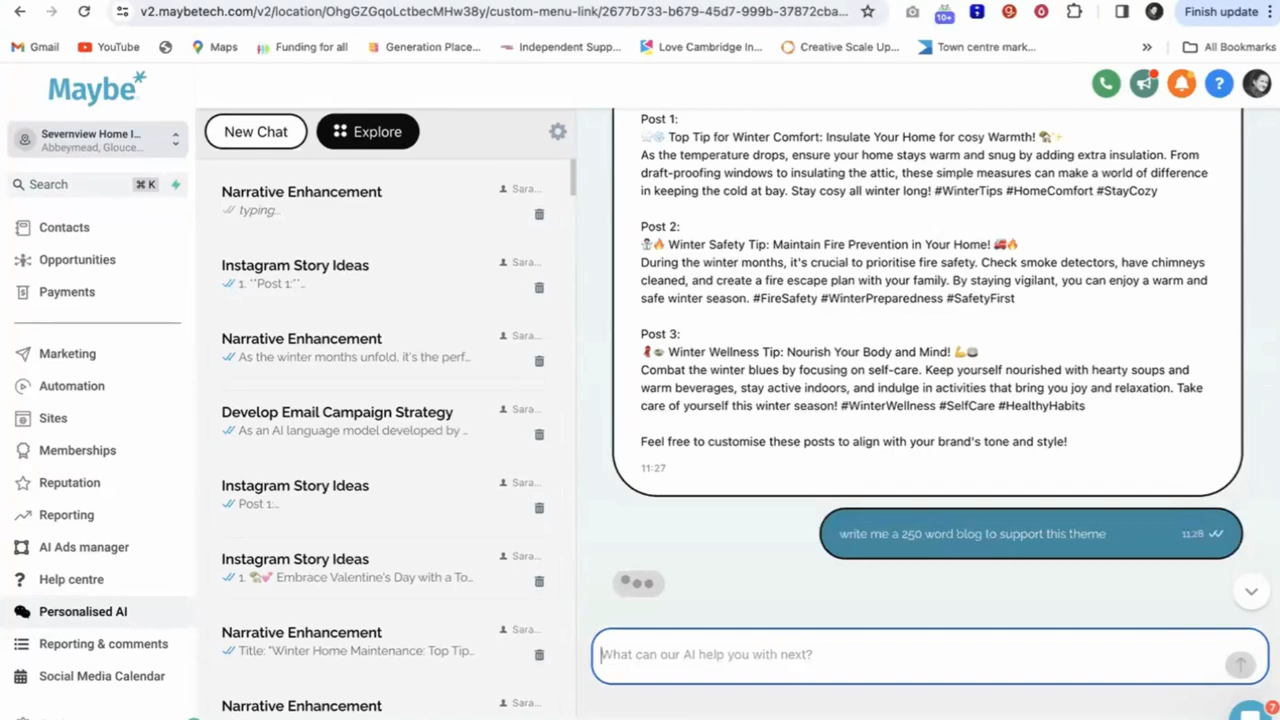 v2.maybetech.com/v2/location/OhgGZGqoLctbecMHw38y/custom-menu-link/2677b733-b679-45d7-999b-37872cba...
10+
Finish update
Gmail
YouTube
Maps
Funding for all
Generation Place...
Independent Supp...
Love Cambridge In...
Creative Scale Up...
Town centre mark...
»
All Bookmarks
Maybe*
Severnview Home I...
Abbeymead, Glouce...
Search
⌘ K
Contacts
Opportunities
Payments
Marketing
Automation
Sites
Memberships
Reputation
Reporting
AI Ads manager
Help centre
Personalised AI
Reporting & comments
Social Media Calendar
New Chat
Explore
Narrative Enhancement
Sara...
typing...
Instagram Story Ideas
Sara...
1. **Post 1:**...
Narrative Enhancement
Sara...
As the winter months unfold, it's the perf...
Develop Email Campaign Strategy
Sara...
As an AI language model developed by ...
Instagram Story Ideas
Sara...
Post 1:...
Instagram Story Ideas
Sara...
1. 🏡💕 Embrace Valentine's Day with a To...
Narrative Enhancement
Sara...
Title: "Winter Home Maintenance: Top Tip...
Narrative Enhancement
Sara...
Post 1:
Top Tip for Winter Comfort: Insulate Your Home for cosy Warmth! 🏡✨
As the temperature drops, ensure your home stays warm and snug by adding extra insulation. From
draft-proofing windows to insulating the attic, these simple measures can make a world of difference
in keeping the cold at bay. Stay cosy all winter long! #WinterTips #HomeComfort #StayCozy
Post 2:
Winter Safety Tip: Maintain Fire Prevention in Your Home! 🚒🔥
During the winter months, it's crucial to prioritise fire safety. Check smoke detectors, have chimneys
cleaned, and create a fire escape plan with your family. By staying vigilant, you can enjoy a warm and
safe winter season. #FireSafety #WinterPreparedness #SafetyFirst
Post 3:
Winter Wellness Tip: Nourish Your Body and Mind!
Combat the winter blues by focusing on self-care. Keep yourself nourished with hearty soups and
warm beverages, stay active indoors, and indulge in activities that bring you joy and relaxation. Take
care of yourself this winter season! #WinterWellness #SelfCare #HealthyHabits
Feel free to customise these posts to align with your brand's tone and style!
11:27
write me a 250 word blog to support this theme
11:28
What can our AI help you with next?
7